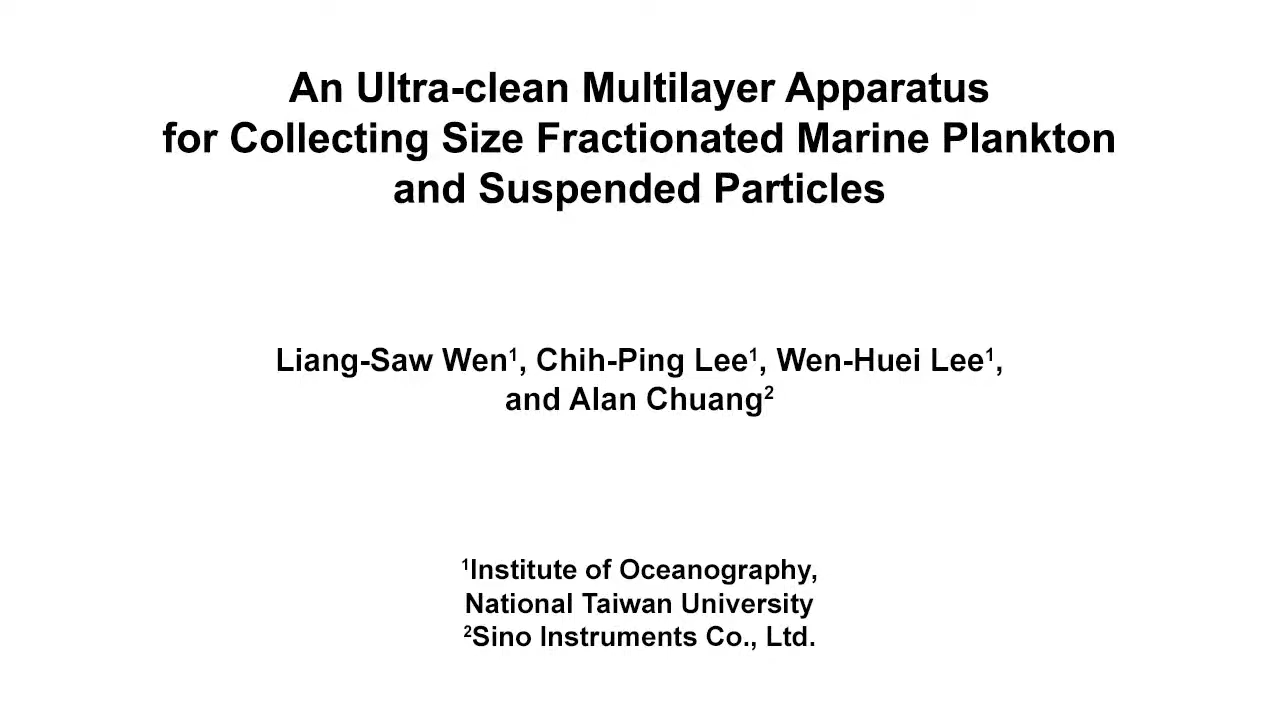 An Ultra-clean Multilayer Apparatus
for Collecting Size Fractionated Marine Plankton
and Suspended Particles
Liang-Saw Wen¹, Chih-Ping Lee¹, Wen-Huei Lee¹,
and Alan Chuang²
¹Institute of Oceanography,
National Taiwan University
²Sino Instruments Co., Ltd.